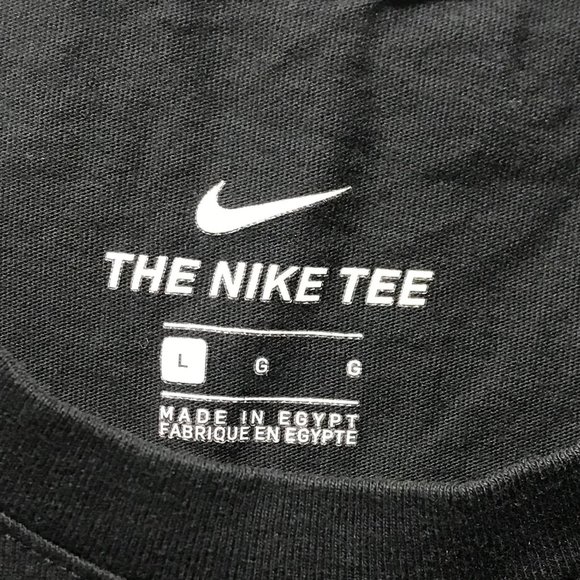 THE NIKE TEE
L G G
MADE IN EGYPT
FABRIQUE EN EGYPTE